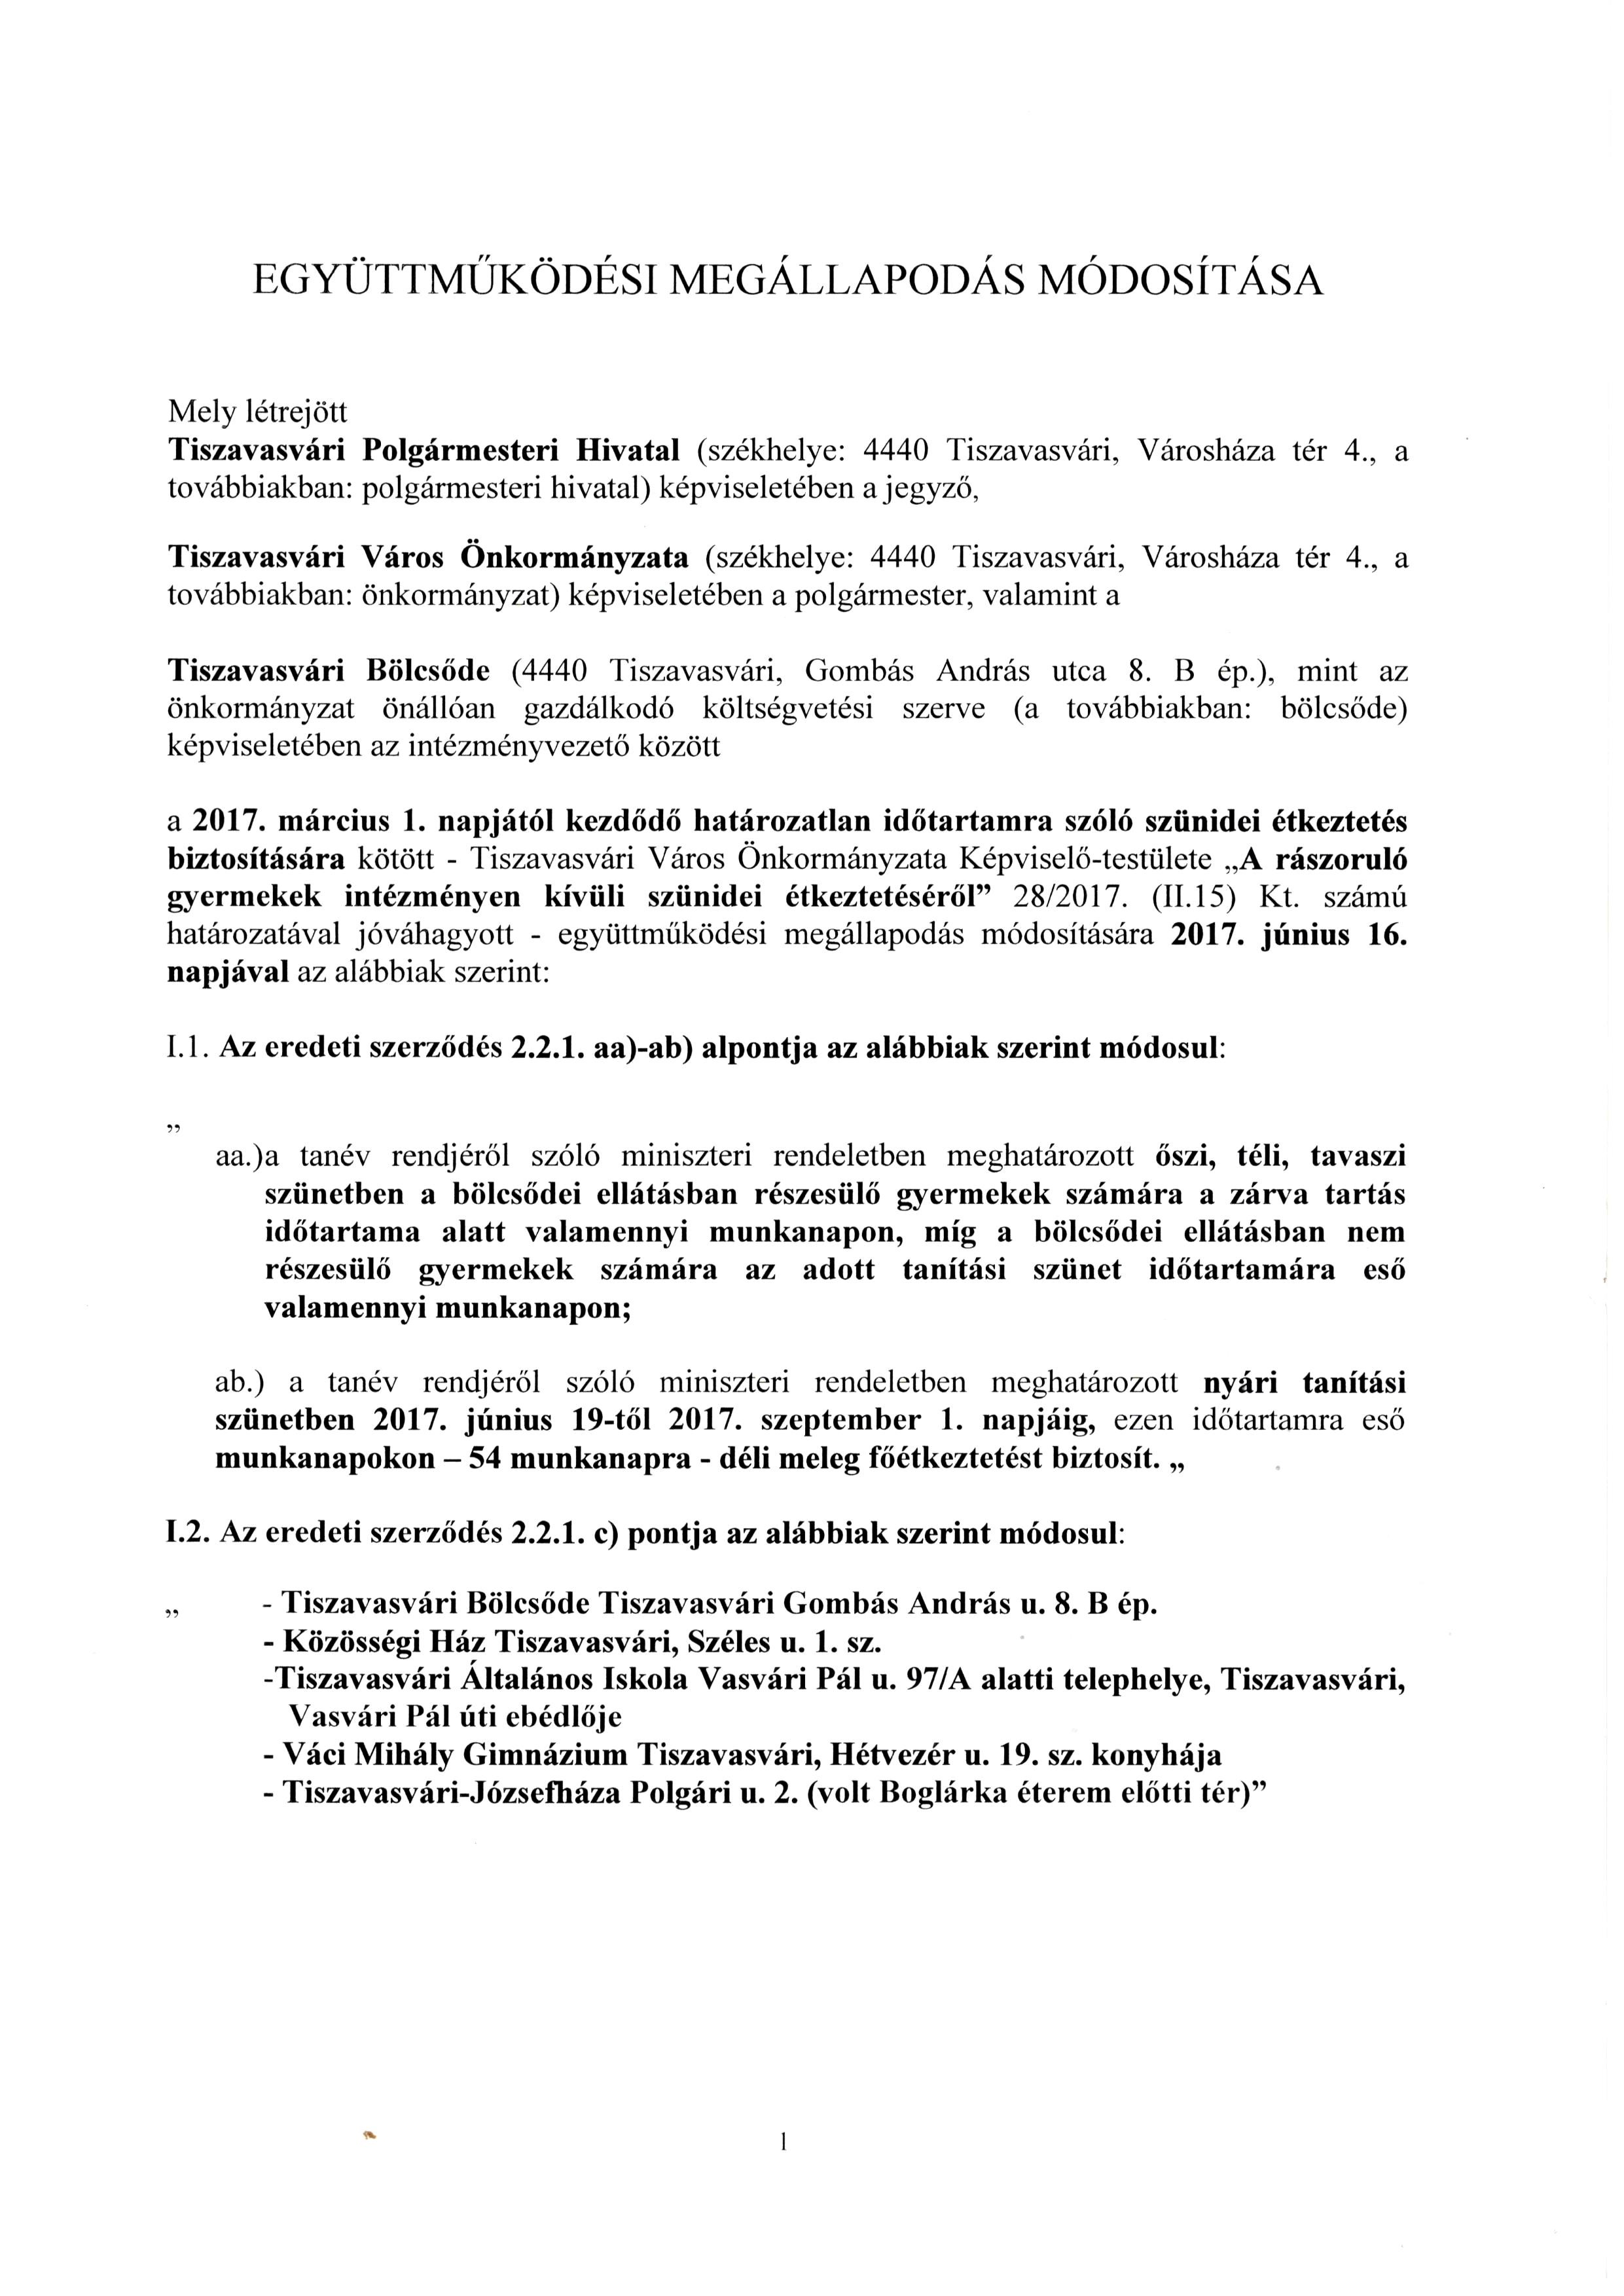 EGYÜTTMŰKÖDÉSI MEGÁLLAPODÁS MÓDOSÍTÁSA
Mely létrejött
Tiszavasvári Polgármesteri Hivatal (székhelye: 4440 Tiszavasvári, Városháza tér 4., a
továbbiakban: polgármesteri hivatal) képviseletében a jegyző,
Tiszavasvári Város Önkormányzata (székhelye: 4440 Tiszavasvári, Városháza tér 4., a
továbbiakban: önkormányzat) képviseletében a polgármester, valamint a
Tiszavasvári Bölcsőde (4440 Tiszavasvári, Gombás András utca 8. B ép.), mint az
önkormányzat önállóan gazdálkodó költségvetési szerve (a továbbiakban: bölcsőde)
képviseletében az intézményvezető között
a 2017. március 1. napjától kezdődő határozatlan időtartamra szóló szünidei étkeztetés
biztosítására kötött - Tiszavasvári Város Önkormányzata Képviselő-testülete „A rászoruló
gyermekek intézményen kívüli szünidei étkeztetéséről” 28/2017. (II.15) Kt. számú
határozatával jóváhagyott - együttműködési megállapodás módosítására 2017. június 16.
napjával az alábbiak szerint:
I.1. Az eredeti szerződés 2.2.1. aa)-ab) alpontja az alábbiak szerint módosul:
„
aa.)a tanév rendjéről szóló miniszteri rendeletben meghatározott őszi, téli, tavaszi
szünetben a bölcsődei ellátásban részesülő gyermekek számára a zárva tartás
időtartama alatt valamennyi munkanapon, míg a bölcsődei ellátásban nem
részesülő gyermekek számára az adott tanítási szünet időtartamára eső
valamennyi munkanapon;
ab.) a tanév rendjéről szóló miniszteri rendeletben meghatározott nyári tanítási
szünetben 2017. június 19-től 2017. szeptember 1. napjáig, ezen időtartamra eső
munkanapokon – 54 munkanapra - déli meleg főétkeztetést biztosít. „
I.2. Az eredeti szerződés 2.2.1. c) pontja az alábbiak szerint módosul:
„ - Tiszavasvári Bölcsőde Tiszavasvári Gombás András u. 8. B ép.
- Közösségi Ház Tiszavasvári, Széles u. 1. sz.
-Tiszavasvári Általános Iskola Vasvári Pál u. 97/A alatti telephelye, Tiszavasvári,
Vasvári Pál úti ebédlője
- Váci Mihály Gimnázium Tiszavasvári, Hétvezér u. 19. sz. konyhája
- Tiszavasvári-Józsefháza Polgári u. 2. (volt Boglárka éterem előtti tér)”
1